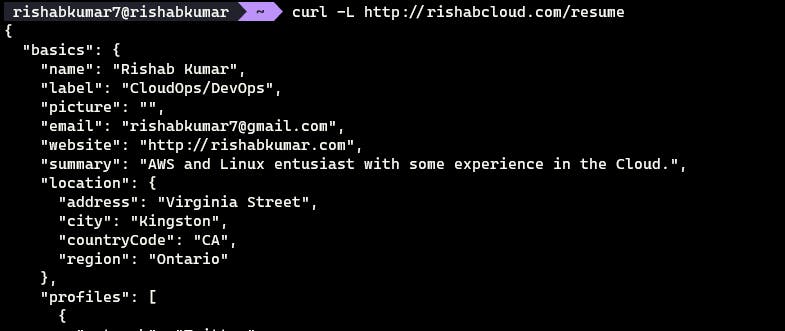 rishabkumar7@rishabkumar ~ curl -L http://rishabcloud.com/resume
{
  "basics": {
    "name": "Rishab Kumar",
    "label": "CloudOps/DevOps",
    "picture": "",
    "email": "rishabkumar7@gmail.com",
    "website": "http://rishabkumar.com",
    "summary": "AWS and Linux entusiast with some experience in the Cloud.",
    "location": {
      "address": "Virginia Street",
      "city": "Kingston",
      "countryCode": "CA",
      "region": "Ontario"
    },
    "profiles": [
      {